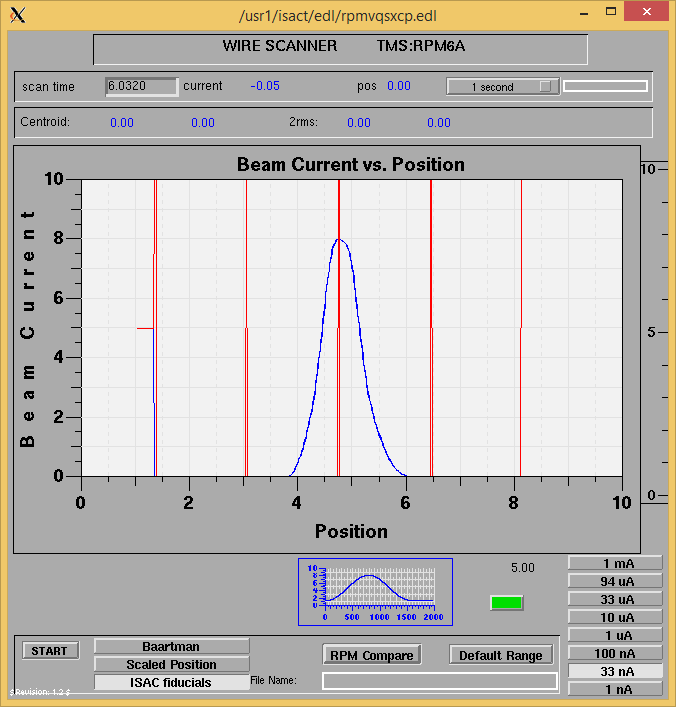 /usr1/isact/edl/rpmvqsxcp.edl
WIRE SCANNER TMS:RPM6A
scan time 6.0320 current -0.05 pos 0.00 1 second
Centroid: 0.00 0.00 2rms: 0.00 0.00
Beam Current vs. Position
10 10
8
6
5
4
2
0 0
Beam Current
0 2 4 6 8 10
Position
10
8
6
4
2
0
0 500 1000 1500 2000
5.00
1 mA
94 uA
33 uA
10 uA
1 uA
100 nA
33 nA
1 nA
START
Baartman
Scaled Position
ISAC fiducials
RPM Compare Default Range
File Name:
$Revision: 1.2 $